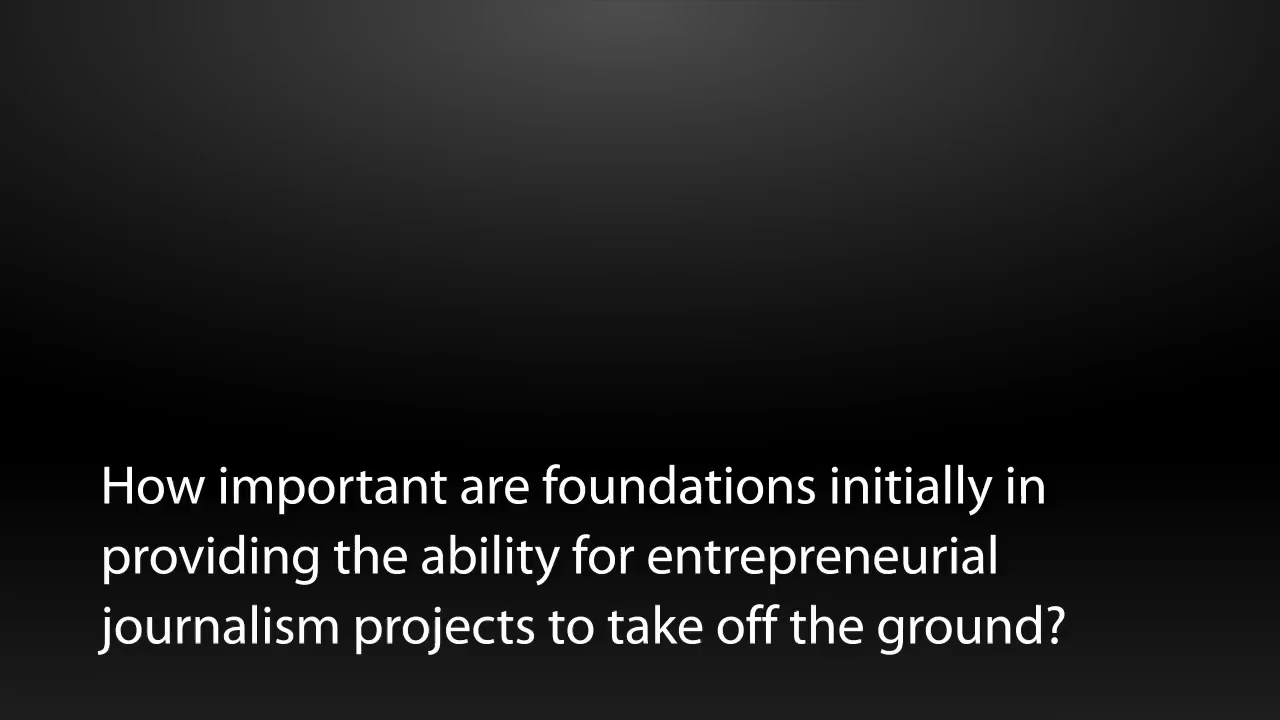 How important are foundations initially in
providing the ability for entrepreneurial
journalism projects to take off the ground?